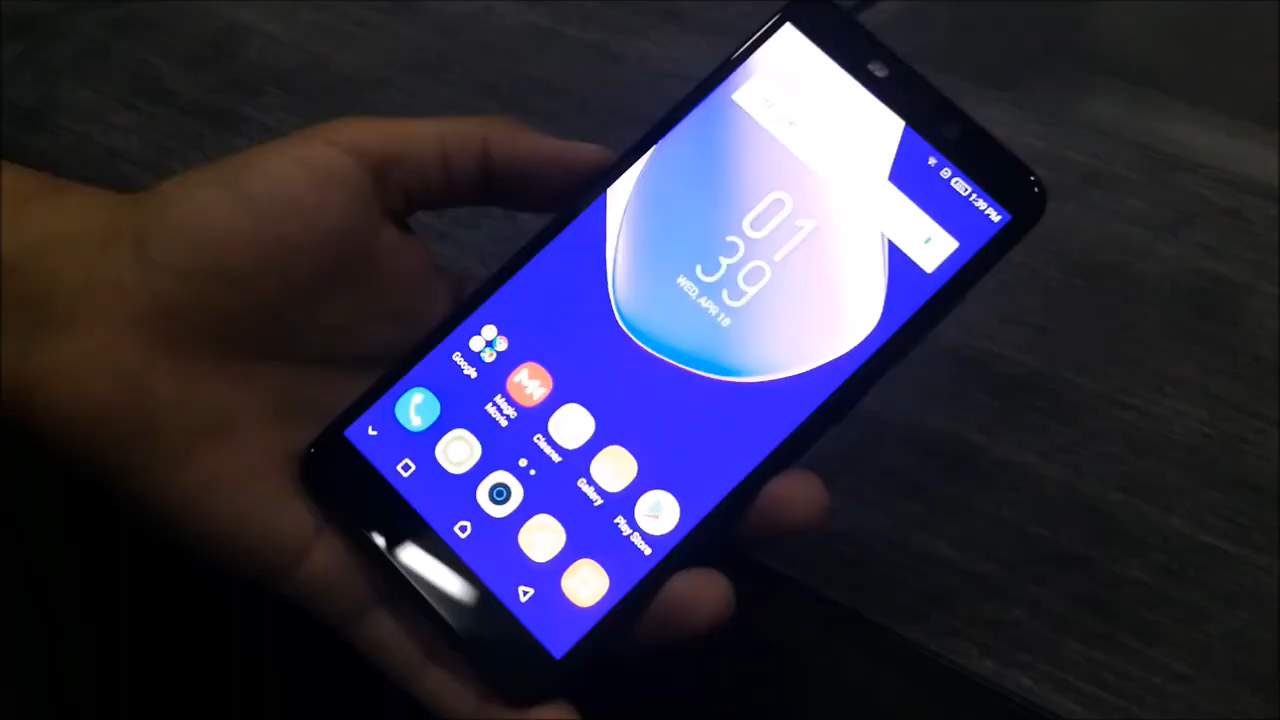 1:39 PM
01
39
WED, APR 18
Google
Magic
Movie
Cleaner
Gallery
Play Store